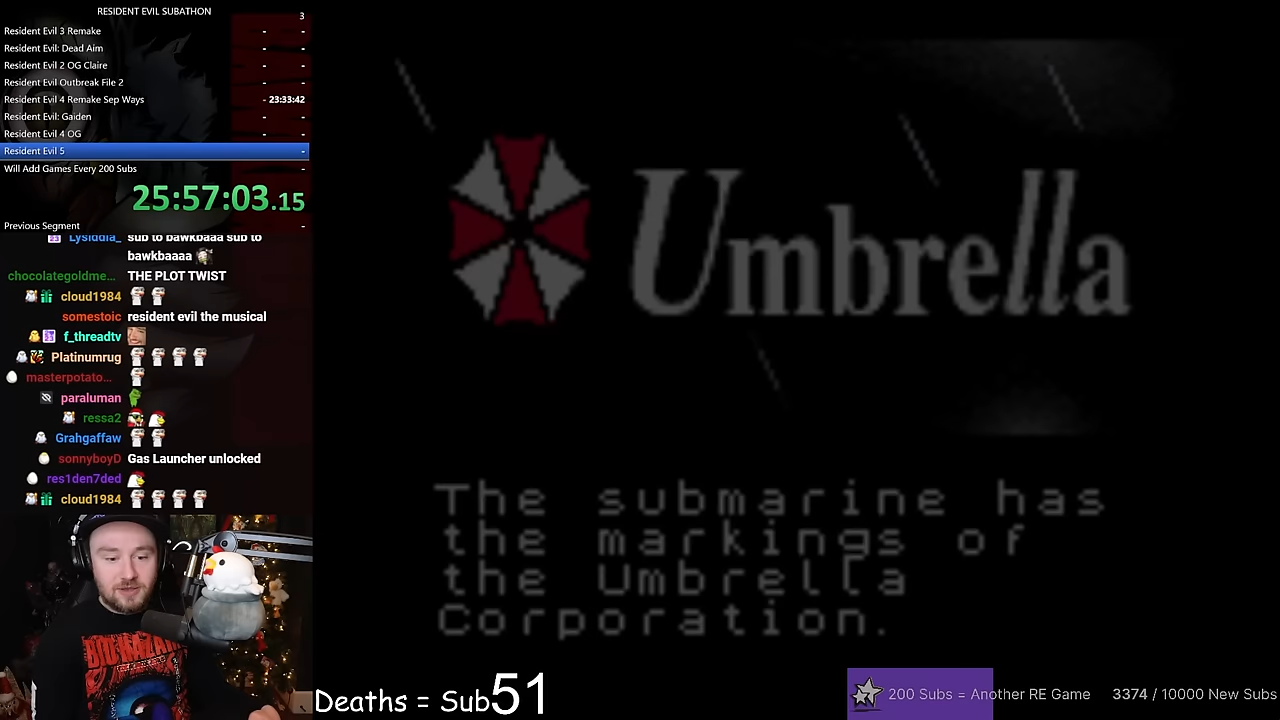 RESIDENT EVIL SUBATHON
3
Resident Evil 3 Remake - -
Resident Evil: Dead Aim - -
Resident Evil 2 OG Claire - -
Resident Evil Outbreak File 2 - -
Resident Evil 4 Remake Sep Ways - 23:33:42
Resident Evil: Gaiden - -
Resident Evil 4 OG - -
Resident Evil 5 -
Will Add Games Every 200 Subs -
25:57:03.15
Previous Segment -
Lysiddia_ sub to bawkbaaa sub to
bawkbaaaa
chocolategoldme... THE PLOT TWIST
cloud1984
somestoic resident evil the musical
f_threadtv
Platinumrug
masterpotato...
paraluman
ressa2
Grahgaffaw
sonnyboyD Gas Launcher unlocked
res1den7ded
cloud1984
BIOHAZARD
Umbrella
The submarine has
the markings of
the Umbrella
Corporation.
Deaths = Sub 51
200 Subs = Another RE Game 3374 / 10000 New Subs